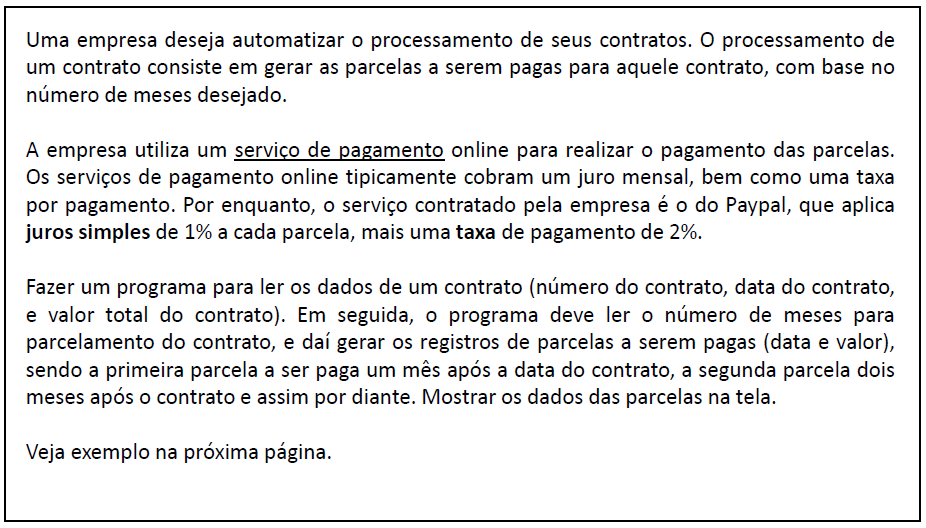 Uma empresa deseja automatizar o processamento de seus contratos. O processamento de
um contrato consiste em gerar as parcelas a serem pagas para aquele contrato, com base no
número de meses desejado.
A empresa utiliza um serviço de pagamento online para realizar o pagamento das parcelas.
Os serviços de pagamento online tipicamente cobram um juro mensal, bem como uma taxa
por pagamento. Por enquanto, o serviço contratado pela empresa é o do Paypal, que aplica
juros simples de 1% a cada parcela, mais uma taxa de pagamento de 2%.
Fazer um programa para ler os dados de um contrato (número do contrato, data do contrato,
e valor total do contrato). Em seguida, o programa deve ler o número de meses para
parcelamento do contrato, e daí gerar os registros de parcelas a serem pagas (data e valor),
sendo a primeira parcela a ser paga um mês após a data do contrato, a segunda parcela dois
meses após o contrato e assim por diante. Mostrar os dados das parcelas na tela.
Veja exemplo na próxima página.